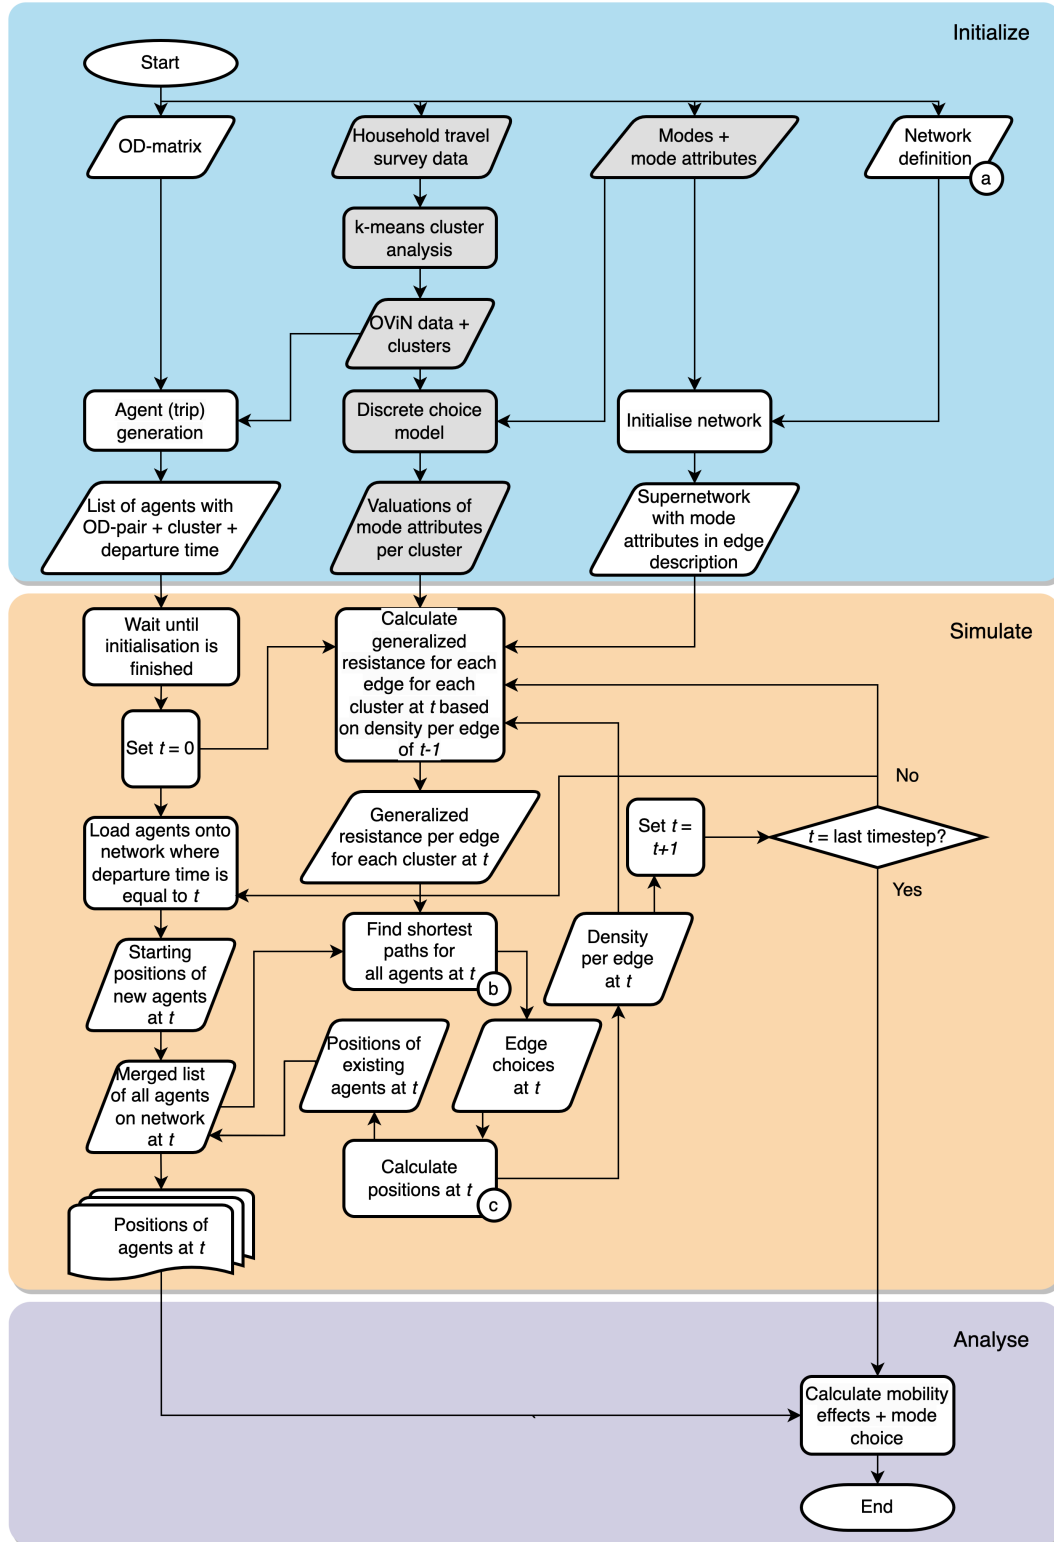 Initialize
Start
OD-matrix
Household travel
survey data
Modes +
mode attributes
Network
definition
a
k-means cluster
analysis
OViN data +
clusters
Agent (trip)
generation
Discrete choice
model
Initialise network
List of agents with
OD-pair + cluster +
departure time
Valuations of
mode attributes
per cluster
Supernetwork
with mode
attributes in edge
description
Simulate
Wait until
initialisation is
finished
Calculate
generalized
resistance for each
edge for each
cluster at t based
on density per edge
of t-1
Set t = 0
No
Generalized
resistance per edge
for each cluster at t
Set t =
t+1
t = last timestep?
Load agents onto
network where
departure time is
equal to t
Yes
Find shortest
paths for
all agents at t
b
Density
per edge
at t
Starting
positions of
new agents
at t
Positions of
existing
agents at t
Edge
choices
at t
Merged list
of all agents
on network
at t
Calculate
positions at t
c
Positions of
agents at t
Analyse
Calculate mobility
effects + mode
choice
End